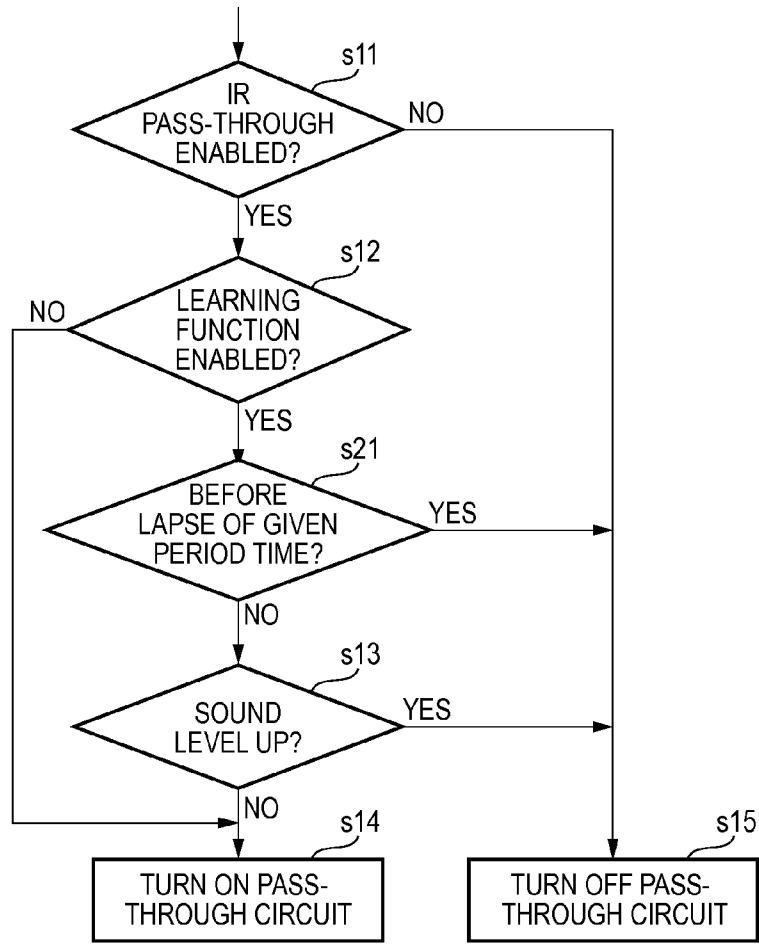 s11
IR
PASS-THROUGH
ENABLED?
NO
YES
s12
NO
LEARNING
FUNCTION
ENABLED?
YES
s21
BEFORE
LAPSE OF GIVEN
PERIOD TIME?
YES
NO
s13
SOUND
LEVEL UP?
YES
NO
s14
TURN ON PASS-
THROUGH CIRCUIT
s15
TURN OFF PASS-
THROUGH CIRCUIT